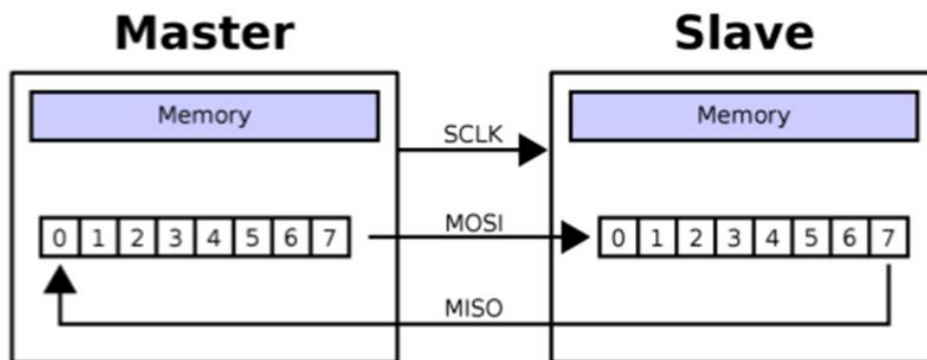 Master Slave
Memory Memory
SCLK
MOSI
0 1 2 3 4 5 6 7 0 1 2 3 4 5 6 7
MISO